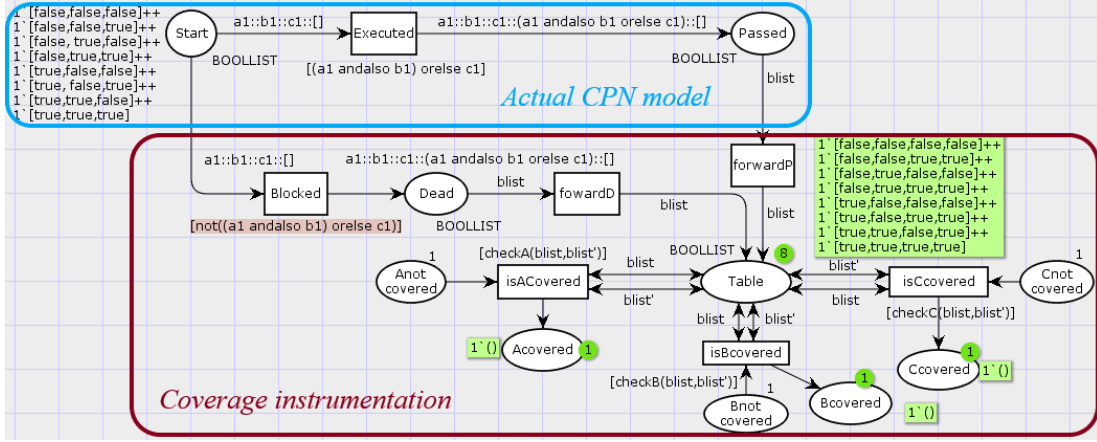 1`[false,false,false]++
1`[false,false,true]++
1`[false, true,false]++
1`[false,true,true]++
1`[true,false,false]++
1`[true, false,true]++
1`[true,true,false]++
1`[true,true,true]
Start
BOOLLIST
a1::b1::c1::[]
Executed
[(a1 andalso b1) orelse c1]
a1::b1::c1::(a1 andalso b1 orelse c1)::[]
Passed
BOOLLIST
blist
Actual CPN model
forwardP
blist
1`[false,false,false,false]++
1`[false,false,true,true]++
1`[false,true,false,false]++
1`[false,true,true,true]++
1`[true,false,false,false]++
1`[true,false,true,true]++
1`[true,true,false,true]++
1`[true,true,true,true]
a1::b1::c1::[]
Blocked
[not((a1 andalso b1) orelse c1)]
a1::b1::c1::(a1 andalso b1 orelse c1)::[]
Dead
BOOLLIST
blist
fowardD
blist
BOOLLIST
8
Table
1
Anot
covered
[checkA(blist,blist')]
isACovered
blist
blist'
1`()
Acovered
1
blist
blist'
isBcovered
[checkB(blist,blist')]
1
Bnot
covered
1
Bcovered
1`()
blist'
blist
isCcovered
[checkC(blist,blist')]
1
Cnot
covered
1
Ccovered
1`()
Coverage instrumentation